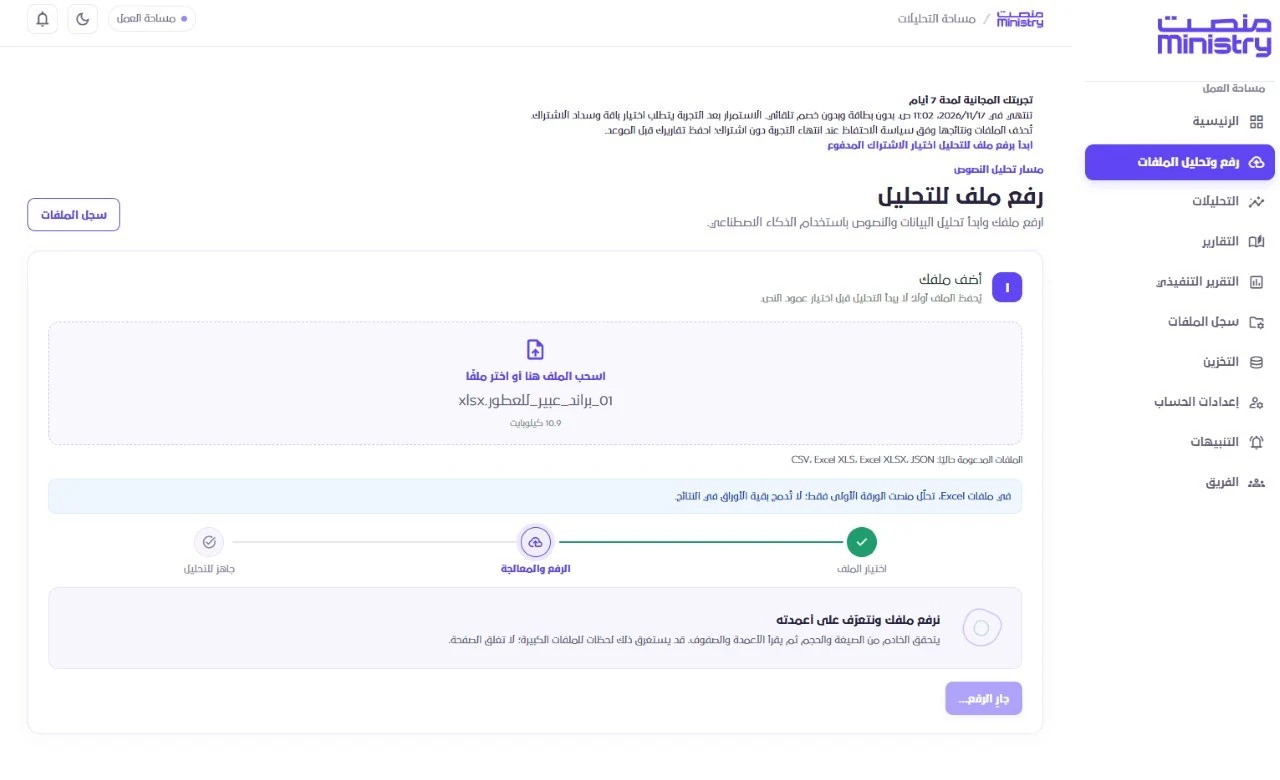 منصت
Ministry
مساحة العمل
الرئيسية
رفع وتحليل الملفات
التحليلات
التقارير
التقرير التنفيذي
سجل الملفات
التخزين
إعدادات الحساب
التنبيهات
الفريق
منصت
Ministry
/ مساحة التحليلات
مساحة العمل
تجربتك المجانية لمدة 7 أيام
تنتهي في 2026/11/17، 11:02 ص. بدون بطاقة وبدون خصم تلقائي. الاستمرار بعد التجربة يتطلب اختيار باقة وسداد الاشتراك.
تُحذف الملفات ونتائجها وفق سياسة الاحتفاظ عند انتهاء التجربة دون اشتراك؛ احفظ تقاريرك قبل الموعد.
ابدأ برفع ملف للتحليل اختيار الاشتراك المدفوع
مسار تحليل النصوص
رفع ملف للتحليل
ارفع ملفك وابدأ تحليل البيانات والنصوص باستخدام الذكاء الاصطناعي.
سجل الملفات
1
أضف ملفك
يُحفظ الملف أولًا؛ لا يبدأ التحليل قبل اختيار عمود النص.
اسحب الملف هنا أو اختر ملفًا
01_براند_عبير_للعطور.xlsx
10.9 كيلوبايت
الملفات المدعومة حاليًا: CSV، Excel XLS، Excel XLSX، JSON
في ملفات Excel، تحلّل منصت الورقة الأولى فقط؛ لا تُدمج بقية الأوراق في النتائج.
اختيار الملف
الرفع والمعالجة
جاهز للتحليل
نرفع ملفك ونتعرّف على أعمدته
يتحقق الخادم من الصيغة والحجم ثم يقرأ الأعمدة والصفوف. قد يستغرق ذلك لحظات للملفات الكبيرة؛ لا تغلق الصفحة.
جارٍ الرفع...